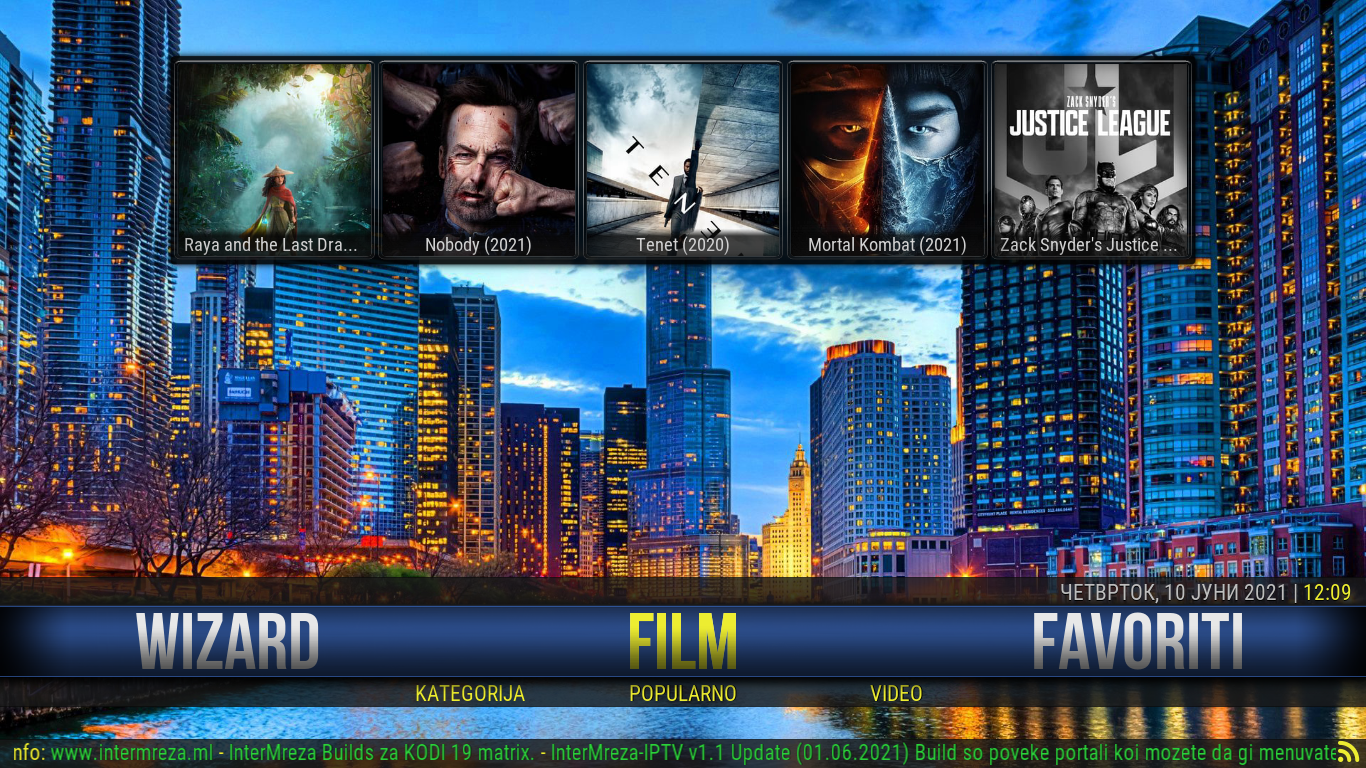 ZACK SNYDER'S
JUSTICE LEAGUE
TENE
Raya and the Last Dra...
Nobody (2021)
Tenet (2020)
Mortal Kombat (2021)
Zack Snyder's Justice ...
ЧЕТВРТОК, 10 ЈУНИ 2021 | 12:09
WIZARD
FILM
FAVORITI
KATEGORIJA
POPULARNO
VIDEO
nfo: www.intermreza.ml - InterMreza Builds za KODI 19 matrix. - InterMreza-IPTV v1.1 Update (01.06.2021) Build so poveke portali koi mozete da gi menuvate